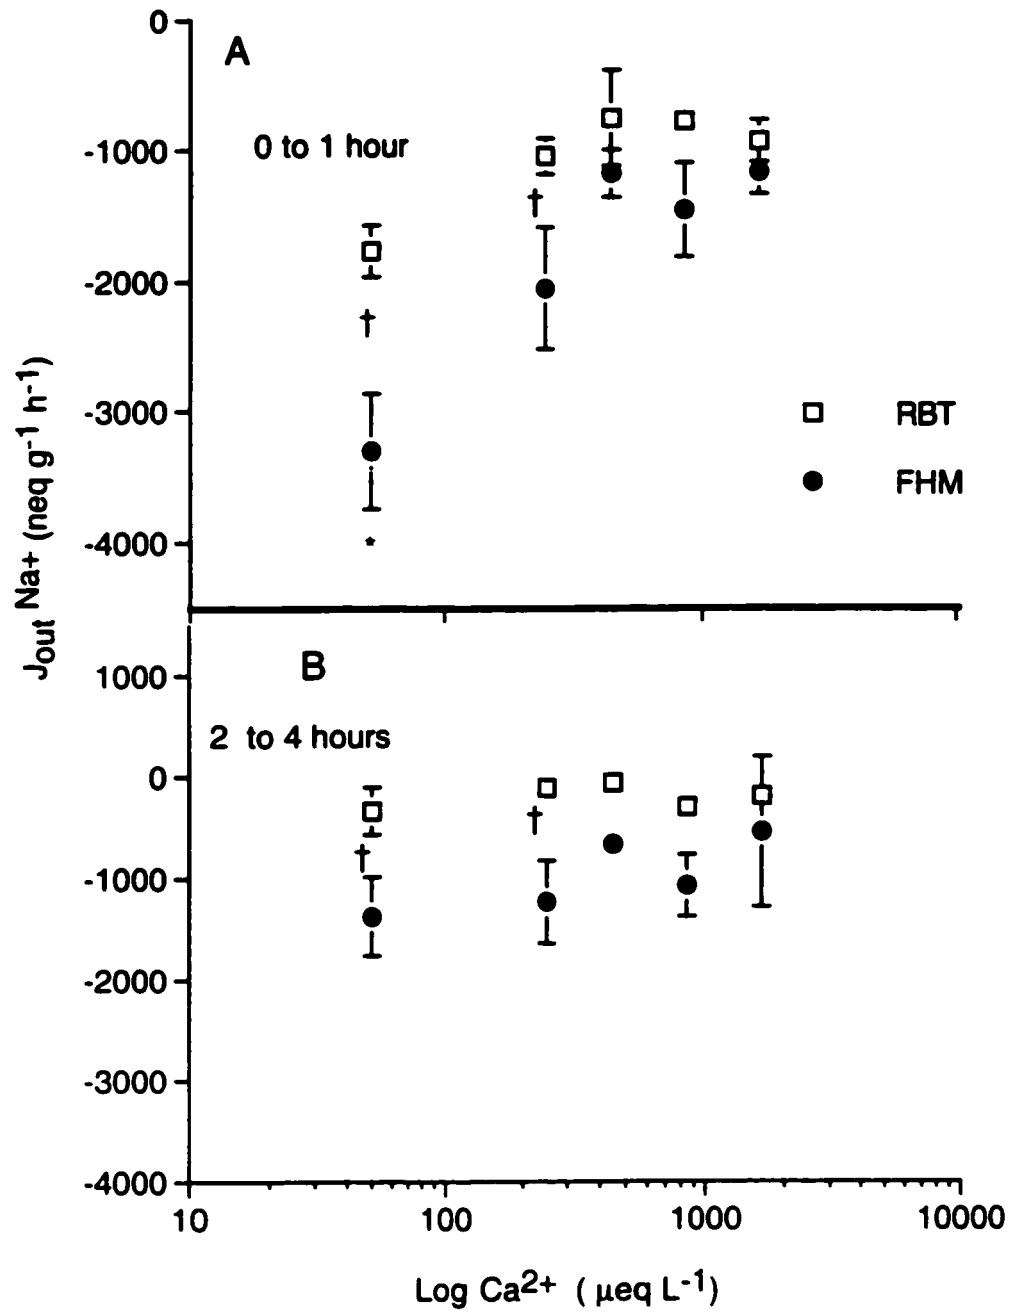 0
A
0 to 1 hour
-1000
†
-2000
†
-3000
RBT
FHM
-4000
*
Jout Na+ (neq g-1 h-1)
B
1000
2 to 4 hours
0
†
†
-1000
-2000
-3000
-4000
10 100 1000 10000
Log Ca2+ ( µeq L-1)